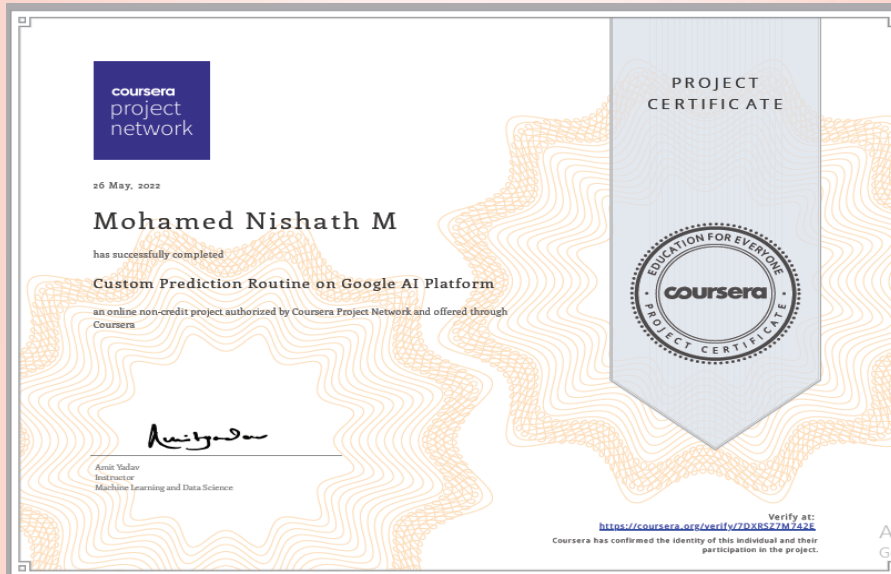 coursera
project
network
26 May, 2022
Mohamed Nishath M
has successfully completed
Custom Prediction Routine on Google AI Platform
an online non-credit project authorized by Coursera Project Network and offered through
Coursera
Amit Yadav
Instructor
Machine Learning and Data Science
PROJECT
CERTIFICATE
EDUCATION FOR EVERYONE
coursera
PROJECT CERTIFICATE
Verify at:
https://coursera.org/verify/7DXRSZ7M742E
Coursera has confirmed the identity of this individual and their
participation in the project.
A
G